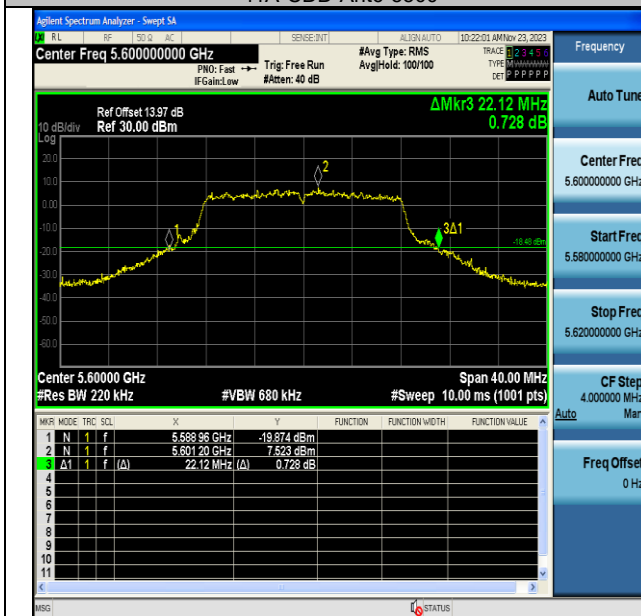 Agilent Spectrum Analyzer - Swept SA
RL RF 50 Ω AC SENSE:INT ALIGN AUTO 10:22:01 AM Nov 23, 2023
Center Freq 5.600000000 GHz
PNO: Fast
IFGain:Low
Trig: Free Run
#Atten: 40 dB
#Avg Type: RMS
Avg|Hold: 100/100
TRACE 1 2 3 4 5 6
TYPE M
DET P P P P P P
Ref Offset 13.97 dB
10 dB/div Ref 30.00 dBm
Log
ΔMkr3 22.12 MHz
0.728 dB
20.0
10.0
0.00
-10.0
-20.0
-30.0
-40.0
-50.0
-60.0
1
2
3Δ1
-18.48 dBm
Center 5.60000 GHz Span 40.00 MHz
#Res BW 220 kHz #VBW 680 kHz #Sweep 10.00 ms (1001 pts)
MKR MODE TRC SCL X Y FUNCTION FUNCTION WIDTH FUNCTION VALUE
1 N 1 f 5.588 96 GHz -19.874 dBm
2 N 1 f 5.601 20 GHz 7.523 dBm
3 Δ1 1 f (Δ) 22.12 MHz (Δ) 0.728 dB
4
5
6
7
8
9
10
11
MSG STATUS
Frequency
Auto Tune
Center Freq
5.600000000 GHz
Start Freq
5.580000000 GHz
Stop Freq
5.620000000 GHz
CF Step
4.000000 MHz
Auto Man
Freq Offset
0 Hz